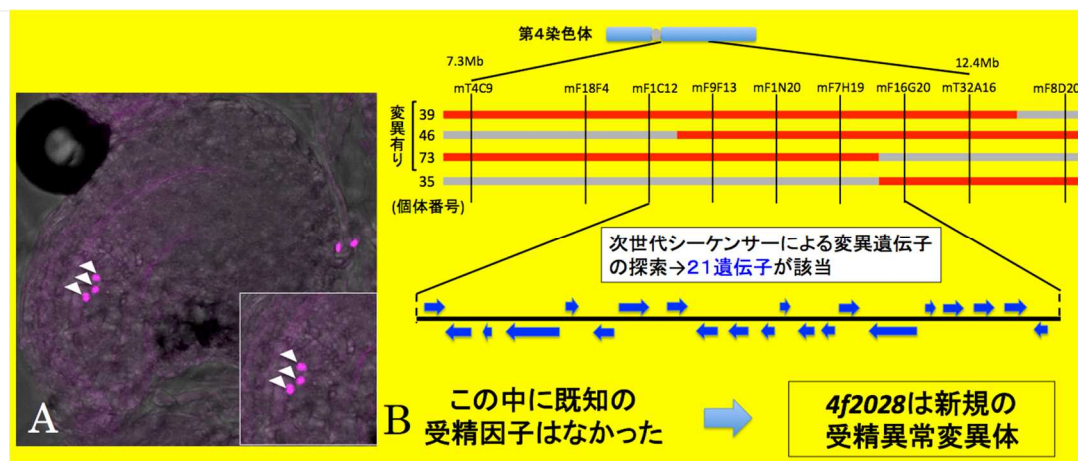 第4染色体
7.3Mb
12.4Mb
mT4C9
mF18F4
mF1C12
mF9F13
mF1N20
mF7H19
mF16G20
mT32A16
mF8D20
変異有り
39
46
73
35
(個体番号)
次世代シーケンサーによる変異遺伝子
の探索→21遺伝子が該当
A
B
この中に既知の
受精因子はなかった
4f2028は新規の
受精異常変異体